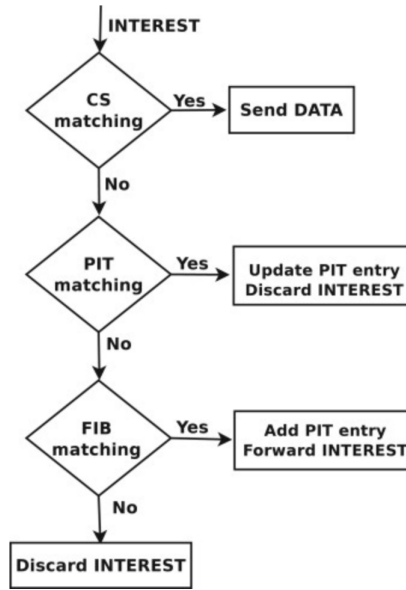 INTEREST
CS
matching
Yes
Send DATA
No
PIT
matching
Yes
Update PIT entry
Discard INTEREST
No
FIB
matching
Yes
Add PIT entry
Forward INTEREST
No
Discard INTEREST